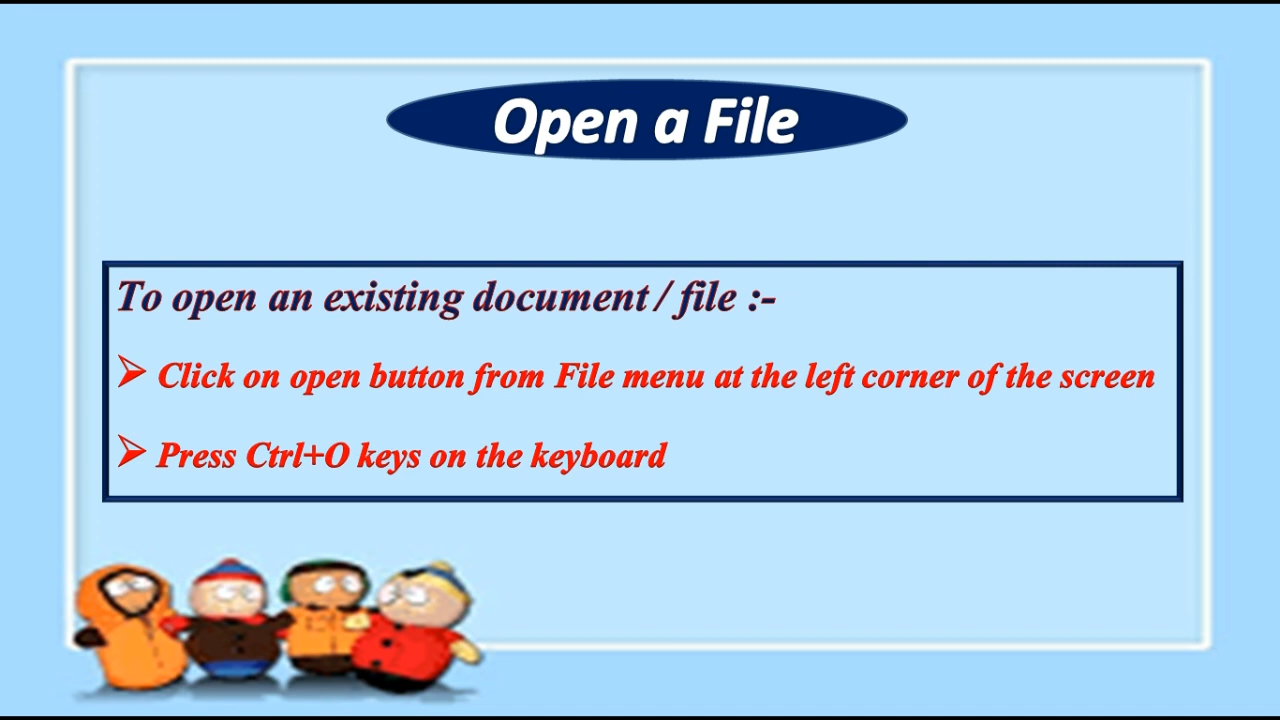 Open a File
To open an existing document / file :-
Click on open button from File menu at the left corner of the screen
Press Ctrl+O keys on the keyboard